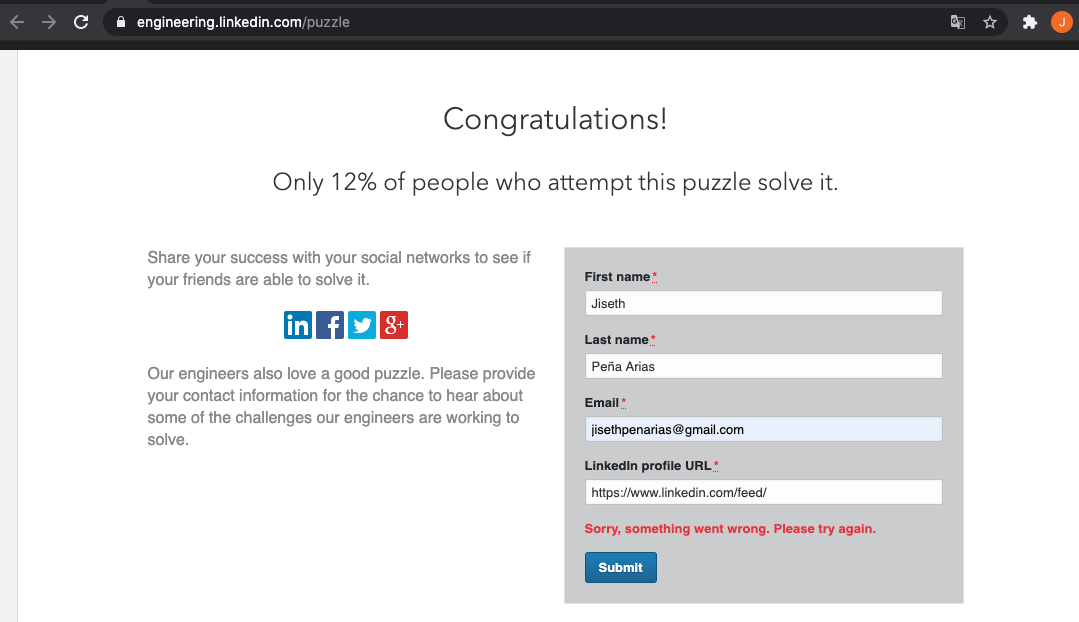 engineering.linkedin.com/puzzle
J
Congratulations!
Only 12% of people who attempt this puzzle solve it.
Share your success with your social networks to see if
your friends are able to solve it.
in f g+
Our engineers also love a good puzzle. Please provide
your contact information for the chance to hear about
some of the challenges our engineers are working to
solve.
First name*
Jiseth
Last name*
Peña Arias
Email*
jisethpenarias@gmail.com
LinkedIn profile URL*
https://www.linkedin.com/feed/
Sorry, something went wrong. Please try again.
Submit